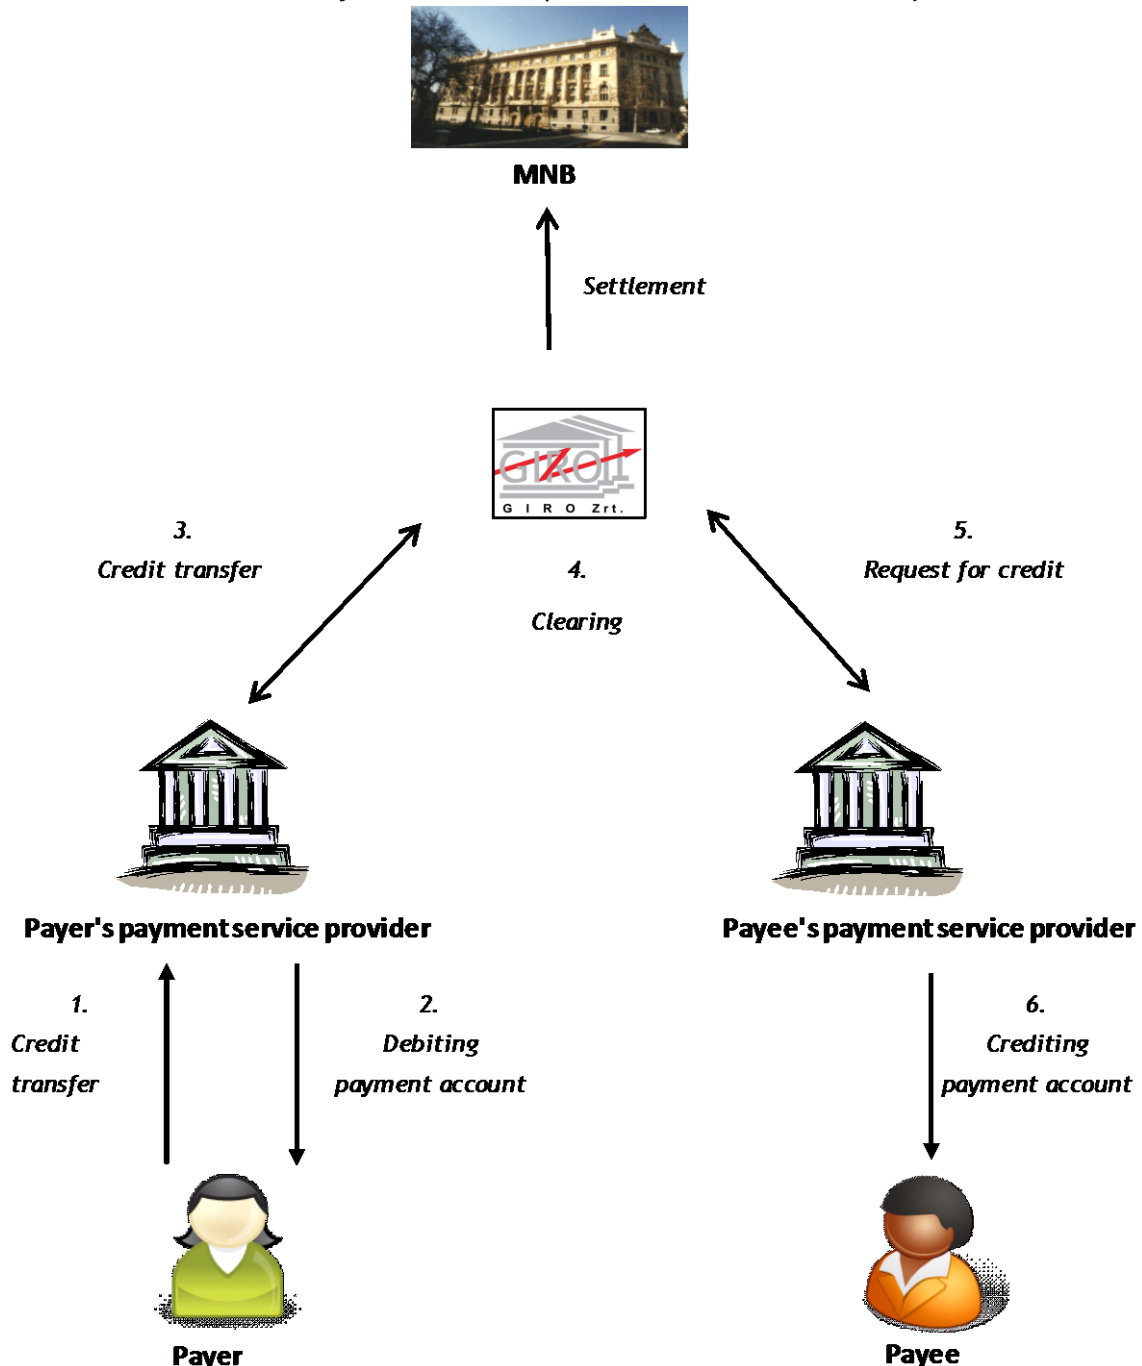 MNB
Settlement
GIRO
G I R O Zrt.
3.
Credit transfer
4.
Clearing
5.
Request for credit
Payer's payment service provider
Payee's payment service provider
1.
Credit
transfer
2.
Debiting
payment account
6.
Crediting
payment account
Payer
Payee